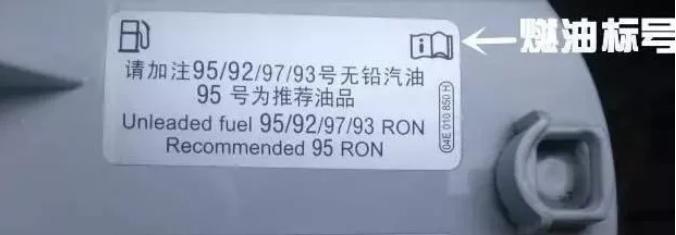 燃油标号
请加注95/92/97/93号无铅汽油
95 号为推荐油品
Unleaded fuel 95/92/97/93 RON
Recommended 95 RON
04E 010 850 H